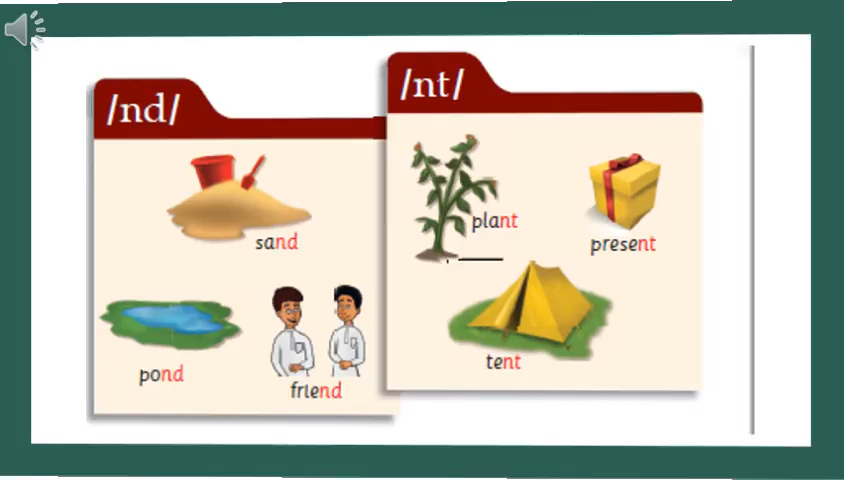 /nd/
sand
pond
friend
/nt/
plant
present
tent